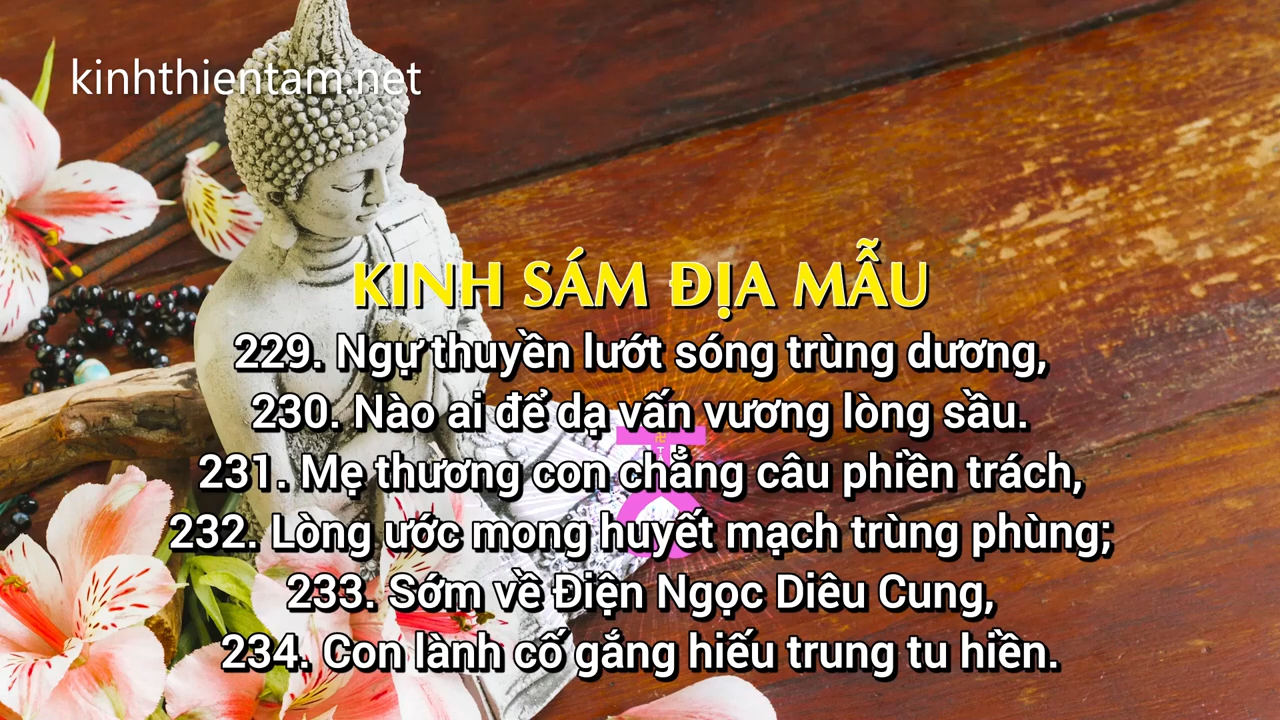 kinhthientam.net
KINH SÁM ĐỊA MẪU
229. Ngự thuyền lướt sóng trùng dương,
230. Nào ai để dạ vấn vương lòng sầu.
231. Mẹ thương con chẳng câu phiền trách,
232. Lòng ước mong huyết mạch trùng phùng;
233. Sớm về Điện Ngọc Diêu Cung,
234. Con lành cố gắng hiếu trung tu hiền.